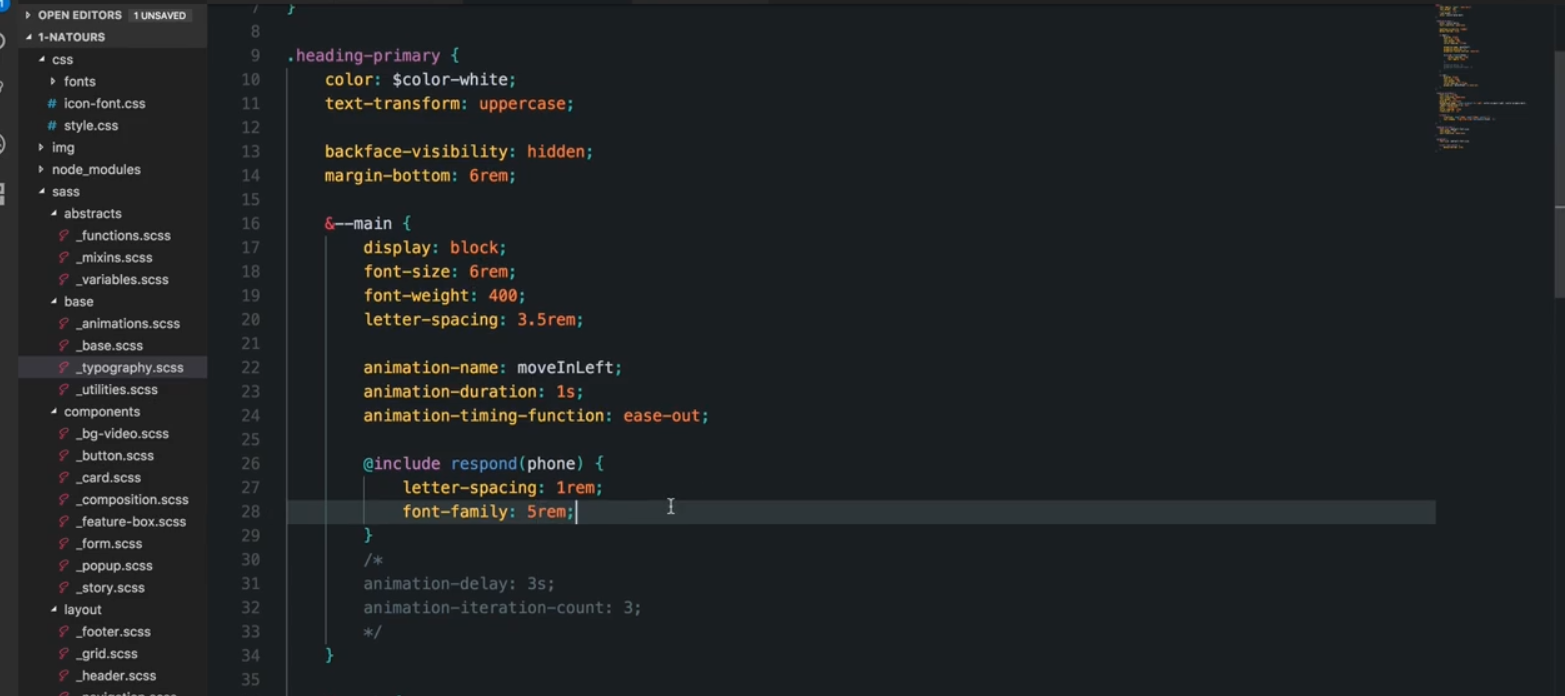 OPEN EDITORS 1 UNSAVED
1-NATOURS
css
fonts
# icon-font.css
# style.css
img
node_modules
sass
abstracts
_functions.scss
_mixins.scss
_variables.scss
base
_animations.scss
_base.scss
_typography.scss
_utilities.scss
components
_bg-video.scss
_button.scss
_card.scss
_composition.scss
_feature-box.scss
_form.scss
_popup.scss
_story.scss
layout
_footer.scss
_grid.scss
_header.scss
_navigation.scss
7 }
8
9 .heading-primary {
10 color: $color-white;
11 text-transform: uppercase;
12
13 backface-visibility: hidden;
14 margin-bottom: 6rem;
15
16 &--main {
17 display: block;
18 font-size: 6rem;
19 font-weight: 400;
20 letter-spacing: 3.5rem;
21
22 animation-name: moveInLeft;
23 animation-duration: 1s;
24 animation-timing-function: ease-out;
25
26 @include respond(phone) {
27 letter-spacing: 1rem;
28 font-family: 5rem;
29 }
30 /*
31 animation-delay: 3s;
32 animation-iteration-count: 3;
33 */
34 }
35